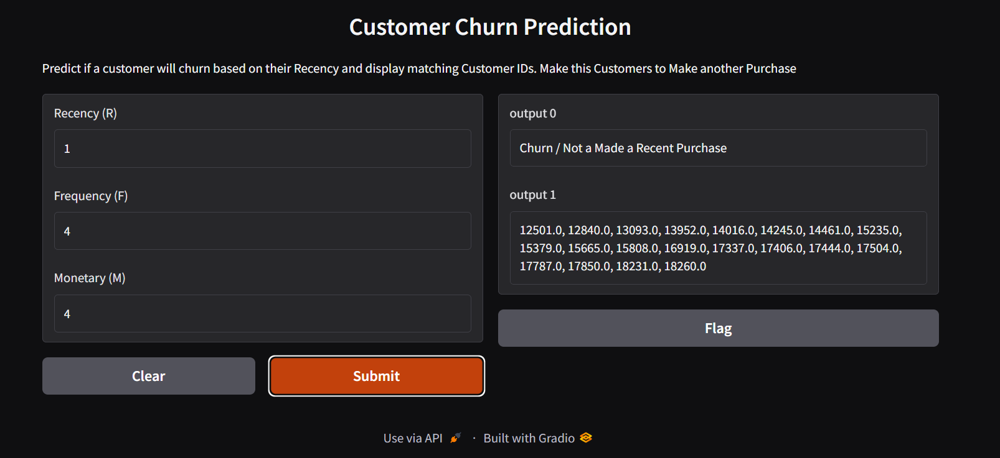 Customer Churn Prediction
Predict if a customer will churn based on their Recency and display matching Customer IDs. Make this Customers to Make another Purchase
Recency (R)
1
Frequency (F)
4
Monetary (M)
4
Clear
Submit
output 0
Churn / Not a Made a Recent Purchase
output 1
12501.0, 12840.0, 13093.0, 13952.0, 14016.0, 14245.0, 14461.0, 15235.0,
15379.0, 15665.0, 15808.0, 16919.0, 17337.0, 17406.0, 17444.0, 17504.0,
17787.0, 17850.0, 18231.0, 18260.0
Flag
Use via API · Built with Gradio